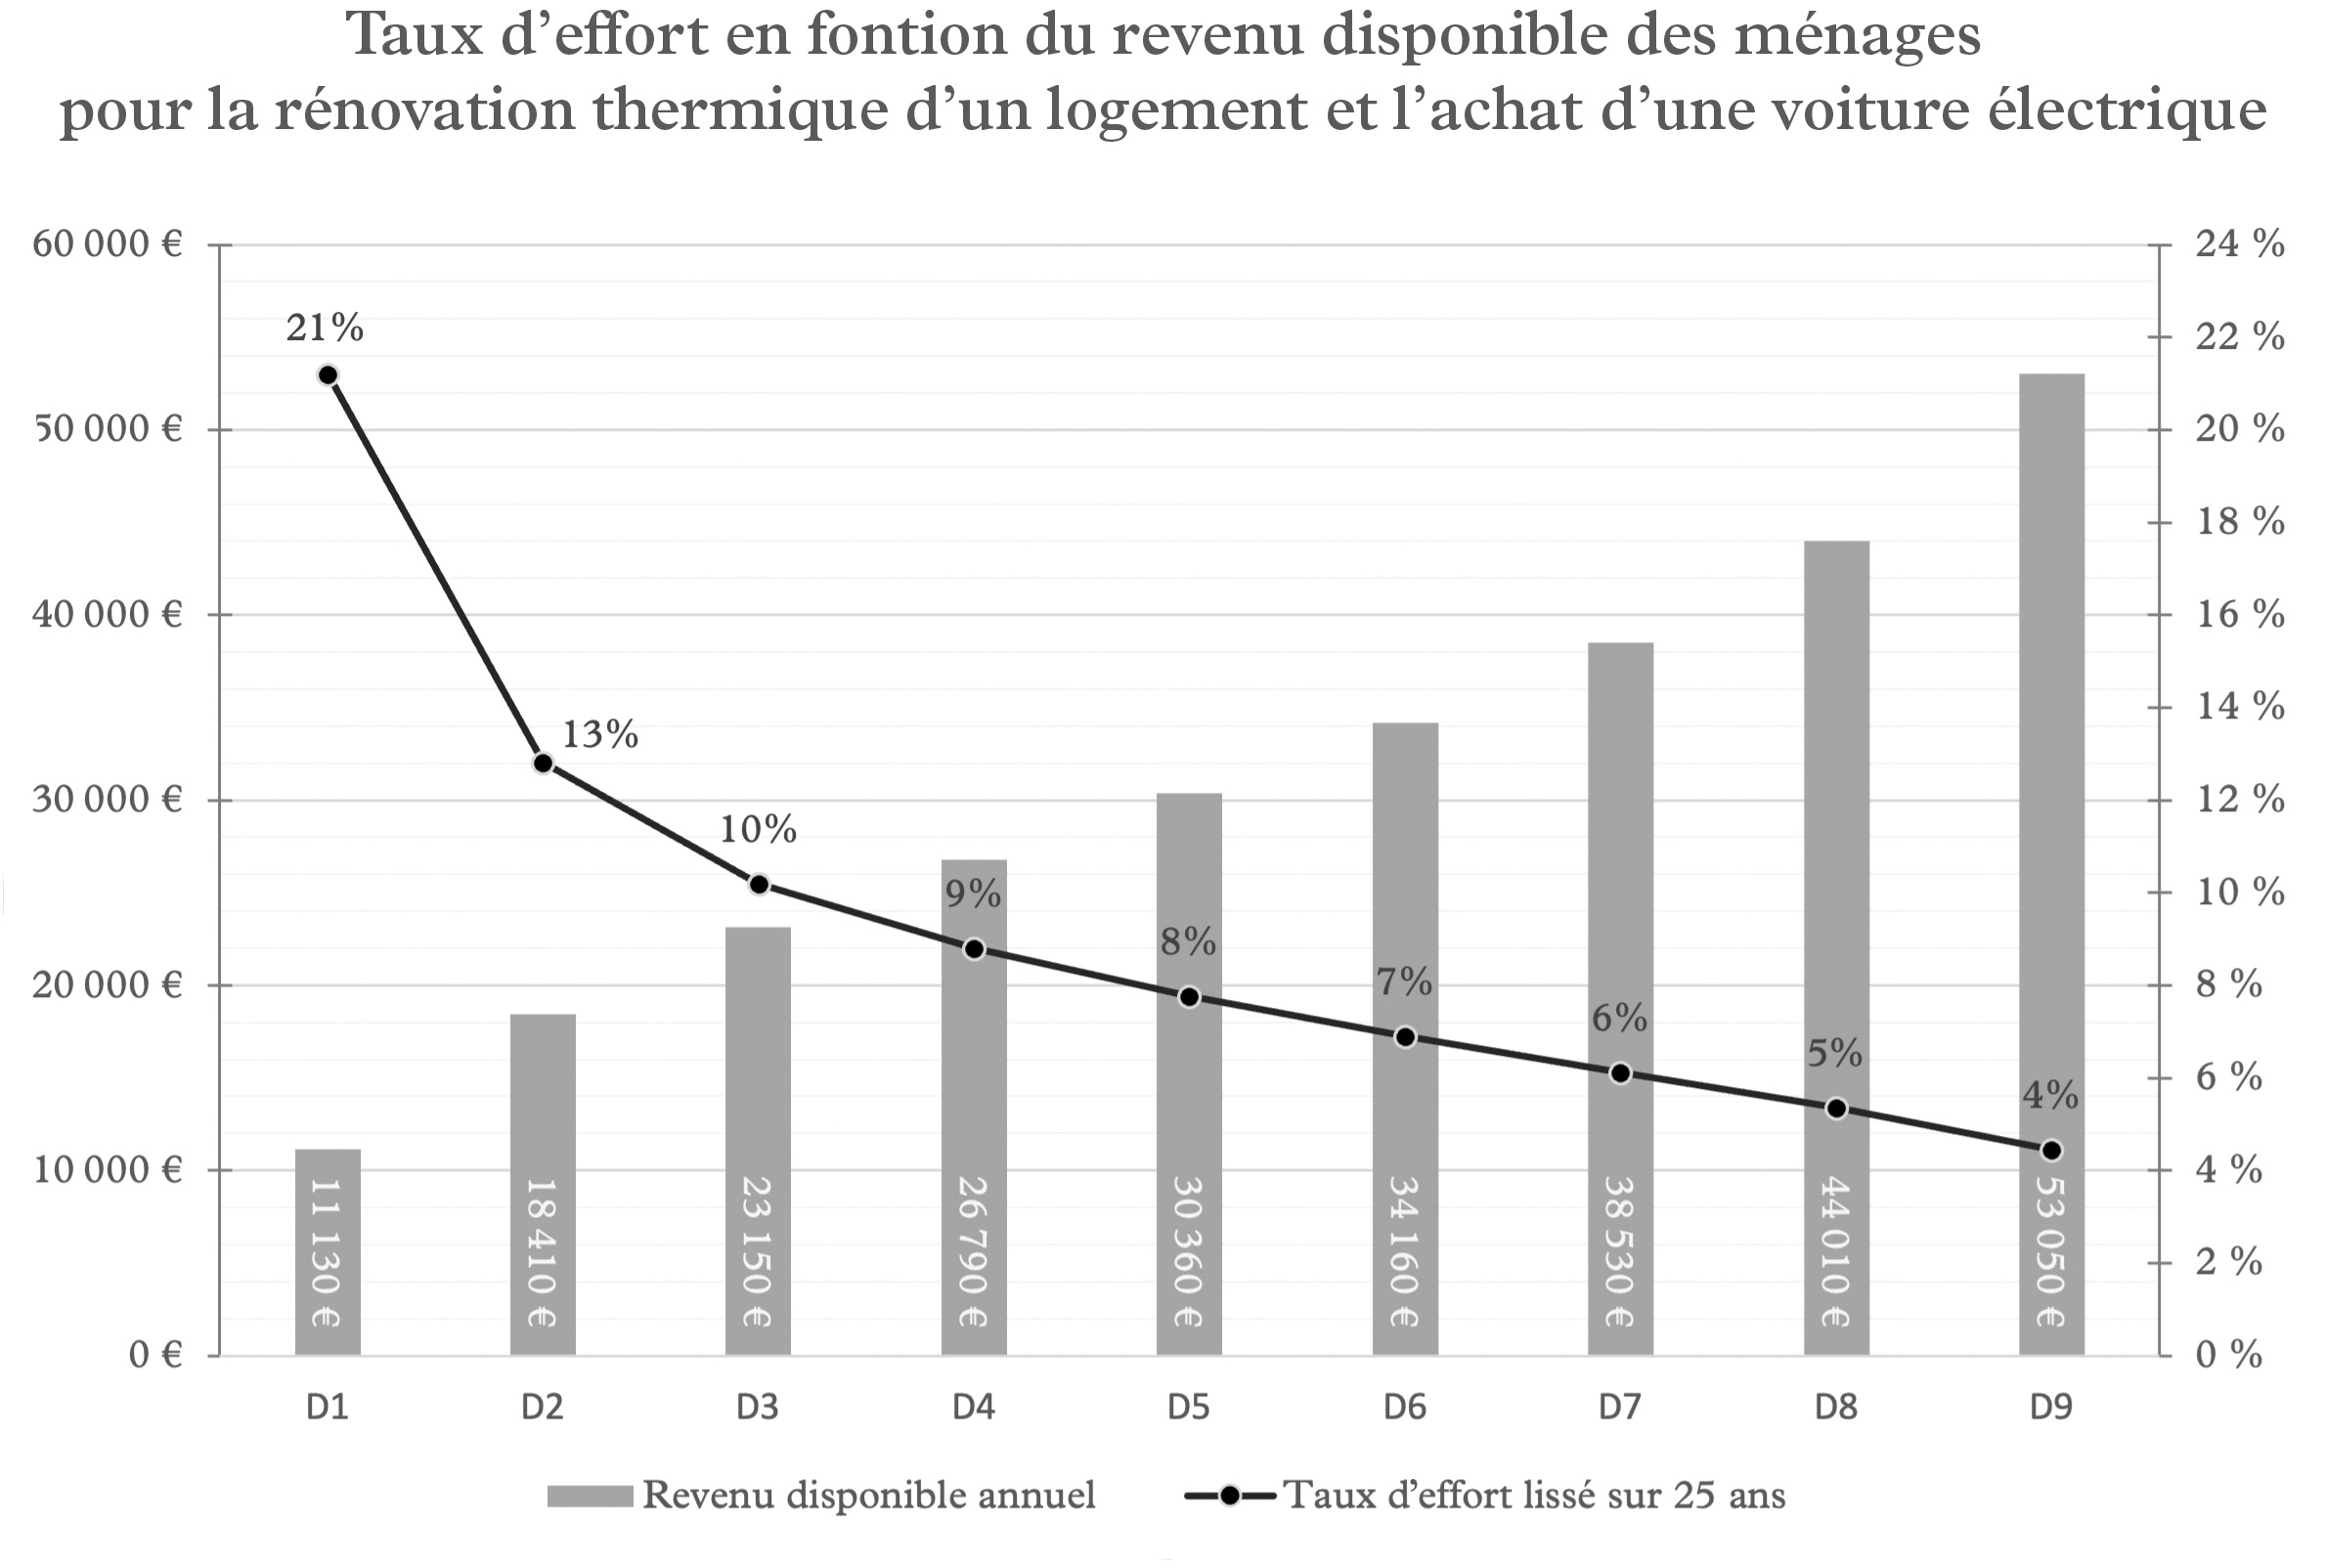 Taux d’effort en fontion du revenu disponible des ménages
pour la rénovation thermique d’un logement et l’achat d’une voiture électrique
60 000 €
50 000 €
40 000 €
30 000 €
20 000 €
10 000 €
0 €
24 %
22 %
20 %
18 %
16 %
14 %
12 %
10 %
8 %
6 %
4 %
2 %
0 %
21%
13%
10%
9%
8%
7%
6%
5%
4%
11 130 €
18 410 €
23 150 €
26 790 €
30 360 €
34 160 €
38 530 €
44 010 €
53 050 €
D1
D2
D3
D4
D5
D6
D7
D8
D9
Revenu disponible annuel
Taux d’effort lissé sur 25 ans